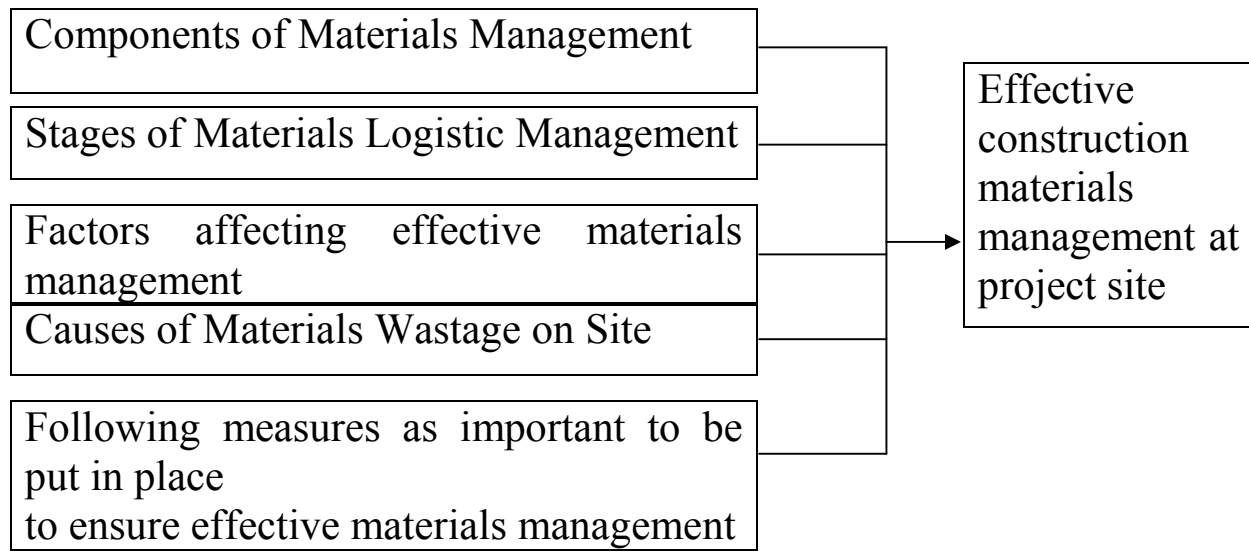 Components of Materials Management
Stages of Materials Logistic Management
Factors affecting effective materials
management
Causes of Materials Wastage on Site
Following measures as important to be
put in place
to ensure effective materials management
Effective
construction
materials
management at
project site